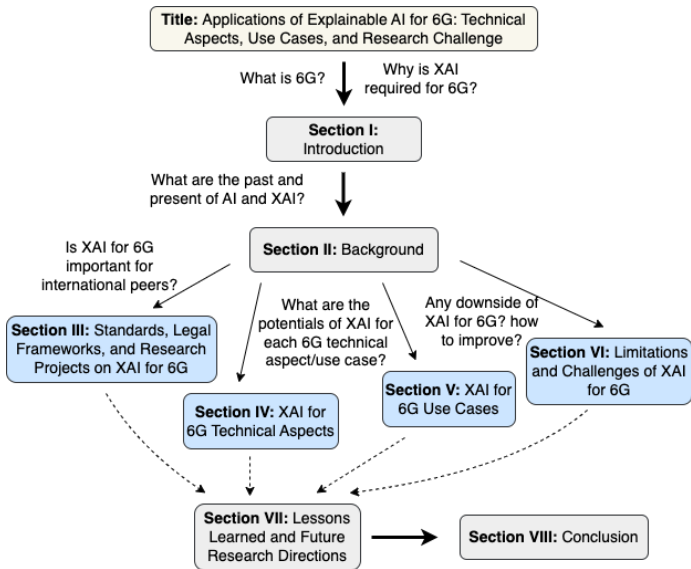 Title: Applications of Explainable AI for 6G: Technical
Aspects, Use Cases, and Research Challenge
What is 6G?
Why is XAI
required for 6G?
Section I:
Introduction
What are the past and
present of AI and XAI?
Section II: Background
Is XAI for 6G
important for
international peers?
What are the
potentials of XAI for
each 6G technical
aspect/use case?
Any downside of
XAI for 6G? how
to improve?
Section III: Standards, Legal
Frameworks, and Research
Projects on XAI for 6G
Section IV: XAI for
6G Technical Aspects
Section V: XAI for
6G Use Cases
Section VI: Limitations
and Challenges of XAI
for 6G
Section VII: Lessons
Learned and Future
Research Directions
Section VIII: Conclusion